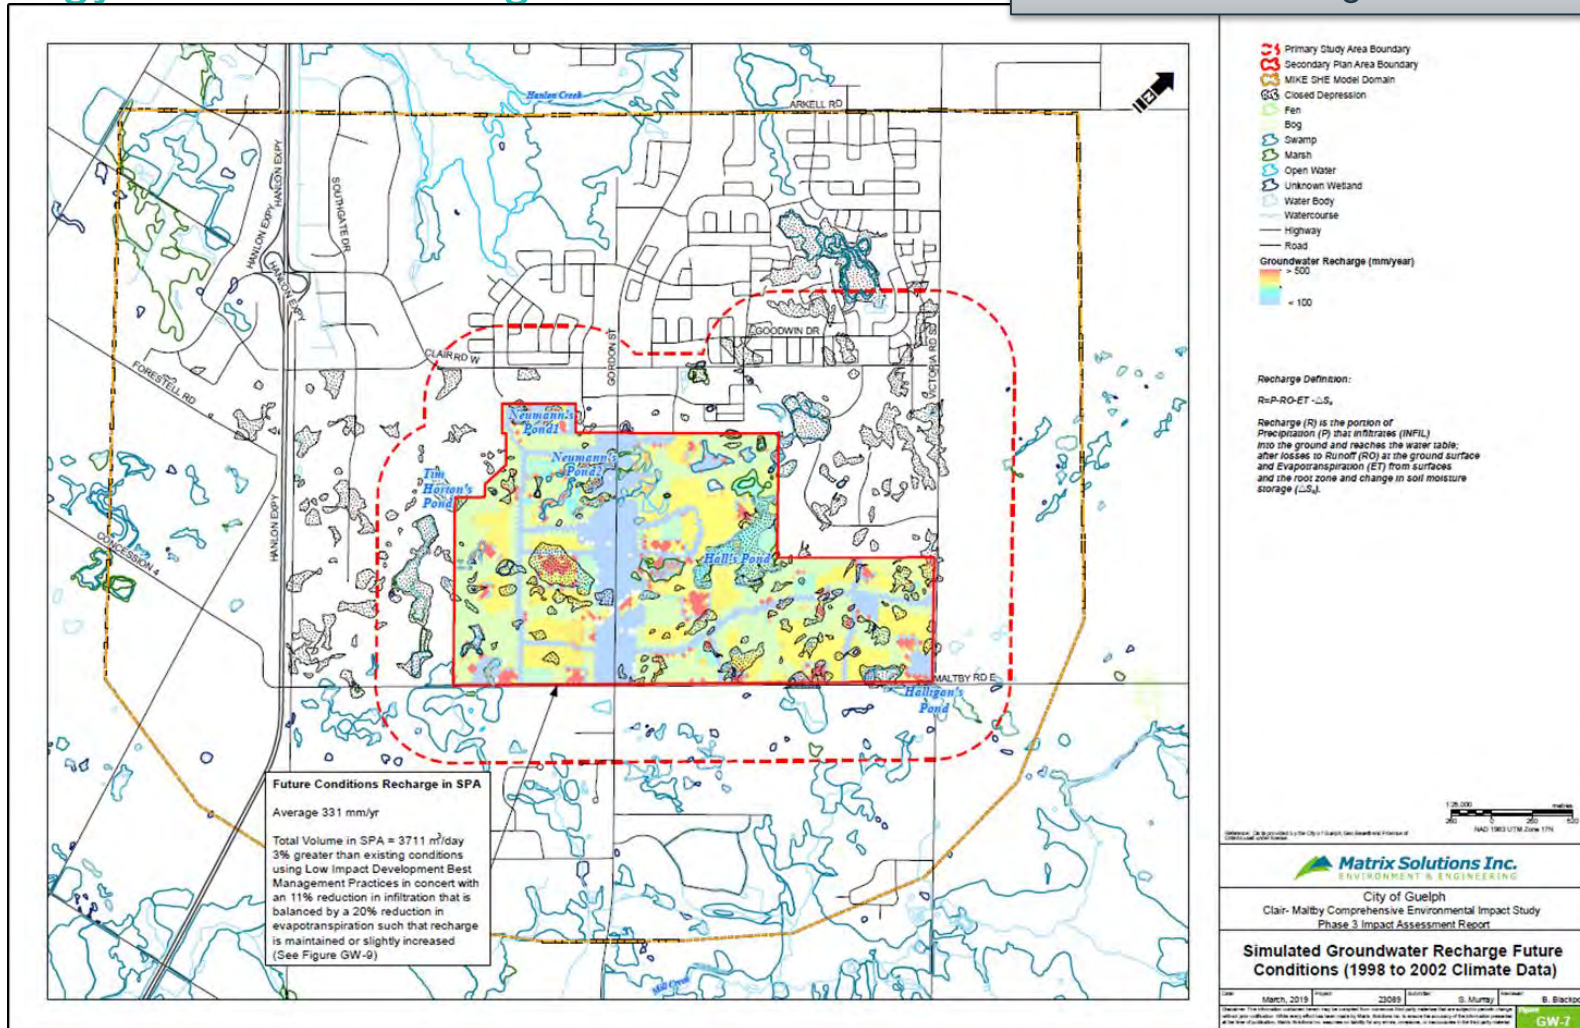 Hanlon Creek
ARKELL RD
HANLON EXPY
HANLON EXPY
SOUTHGATE DR
HANLON EXPY
GOODWIN DR
VICTORIA RD S
GORDON ST
CLAIR RD W
FORESTELL RD
Neumann's
Pond1
Neumann's
Pond2
Tim
Horton's
Pond
HANLON EXPY
CONCESSION 4
Hall's Pond
MALTBY RD E
Halligan's
Pond
Mill Creek
Future Conditions Recharge in SPA
Average 331 mm/yr
Total Volume in SPA = 3711 m³/day
3% greater than existing conditions
using Low Impact Development Best
Management Practices in concert with
an 11% reduction in infiltration that is
balanced by a 20% reduction in
evapotranspiration such that recharge
is maintained or slightly increased
(See Figure GW-9)
Primary Study Area Boundary
Secondary Plan Area Boundary
MIKE SHE Model Domain
Closed Depression
Fen
Bog
Swamp
Marsh
Open Water
Unknown Wetland
Water Body
Watercourse
Highway
Road
Groundwater Recharge (mm/year)
> 500
< 100
Recharge Definition:
R=P-RO-ET -△Sₛ
Recharge (R) is the portion of
Precipitation (P) that infiltrates (INFIL)
into the ground and reaches the water table;
after losses to Runoff (RO) at the ground surface
and Evapotranspiration (ET) from surfaces
and the root zone and change in soil moisture
storage (△Sₛ).
1:25,000
metres
NAD 1983 UTM Zone 17N
Matrix Solutions Inc.
ENVIRONMENT & ENGINEERING
City of Guelph
Clair- Maltby Comprehensive Environmental Impact Study
Phase 3 Impact Assessment Report
Simulated Groundwater Recharge Future
Conditions (1998 to 2002 Climate Data)
March, 2019
23089
S. Murray
GW-7